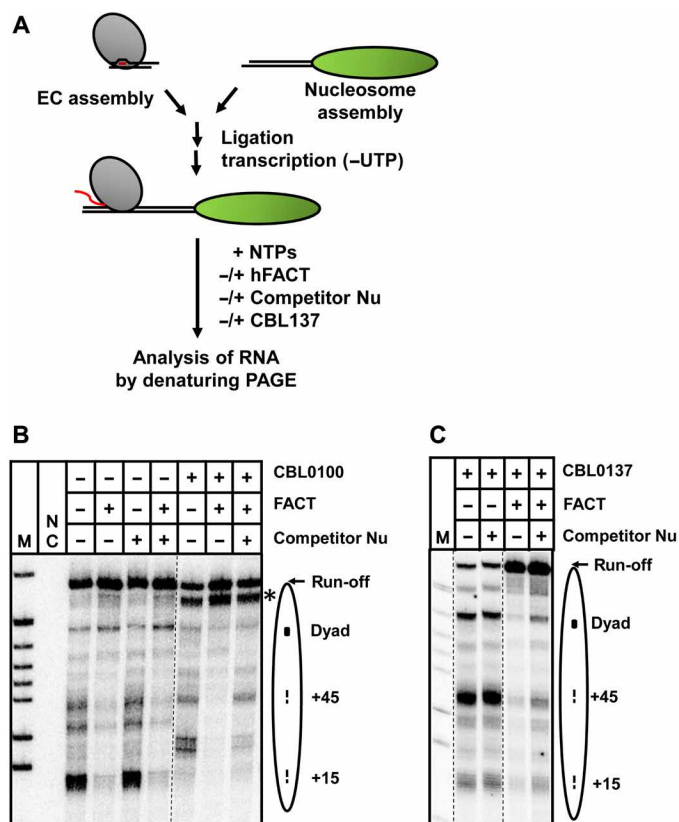 A
EC assembly
Nucleosome
assembly
Ligation
transcription (–UTP)
+ NTPs
–/+ hFACT
–/+ Competitor Nu
–/+ CBL137
Analysis of RNA
by denaturing PAGE
B
M N C – – – – + + + CBL0100
– + – + – + + FACT
– – + + – – + Competitor Nu
Run-off
*
Dyad
+45
+15
C
M + + + + CBL0137
– – + + FACT
– + – + Competitor Nu
Run-off
Dyad
+45
+15